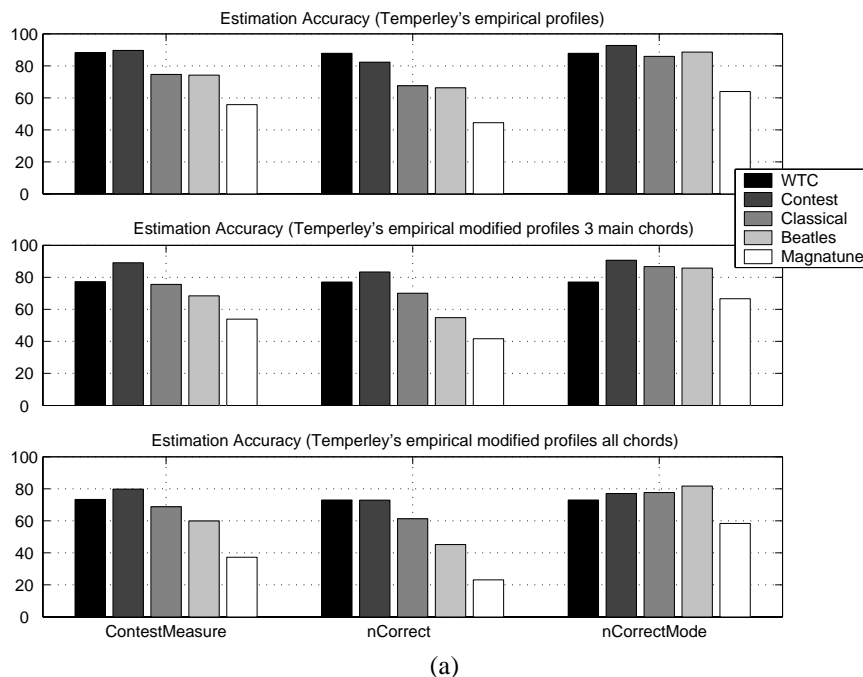 Estimation Accuracy (Temperley's empirical profiles)
100
80
60
40
20
0
WTC
Contest
Classical
Beatles
Magnatune
Estimation Accuracy (Temperley's empirical modified profiles 3 main chords)
100
80
60
40
20
0
Estimation Accuracy (Temperley's empirical modified profiles all chords)
100
80
60
40
20
0
ContestMeasure nCorrect nCorrectMode
(a)